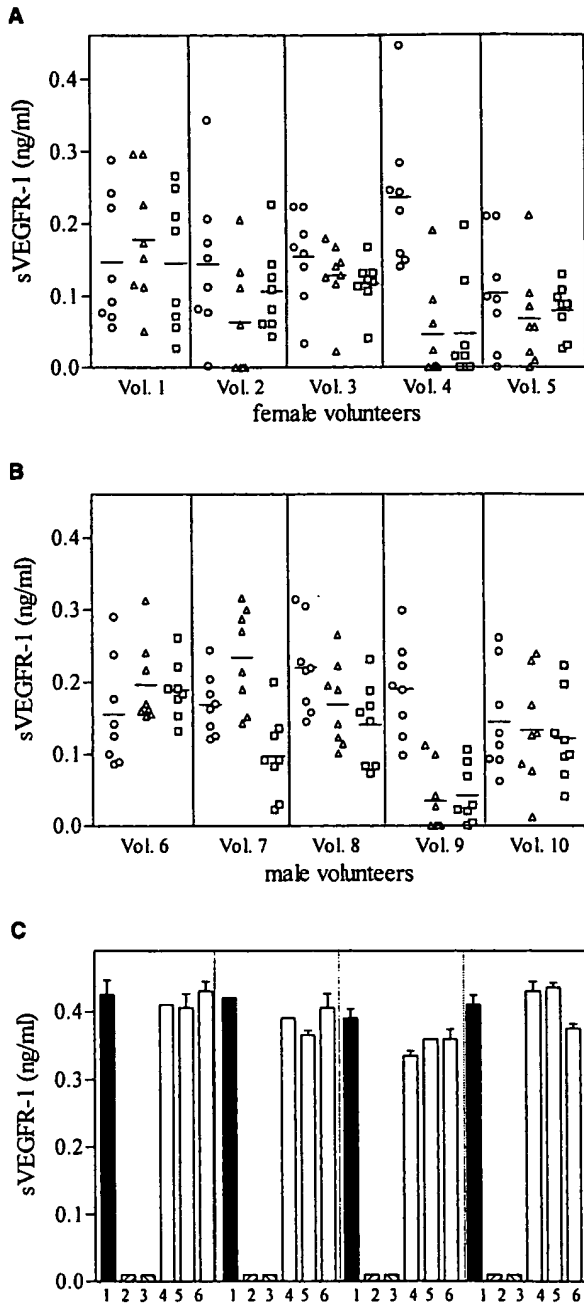 A
sVEGFR-1 (ng/ml)
0.4
0.3
0.2
0.1
0.0
Vol. 1 Vol. 2 Vol. 3 Vol. 4 Vol. 5
female volunteers
B
sVEGFR-1 (ng/ml)
0.4
0.3
0.2
0.1
0.0
Vol. 6 Vol. 7 Vol. 8 Vol. 9 Vol. 10
male volunteers
C
sVEGFR-1 (ng/ml)
0.4
0.3
0.2
0.1
0.0
1 2 3 4 5 6 1 2 3 4 5 6 1 2 3 4 5 6 1 2 3 4 5 6